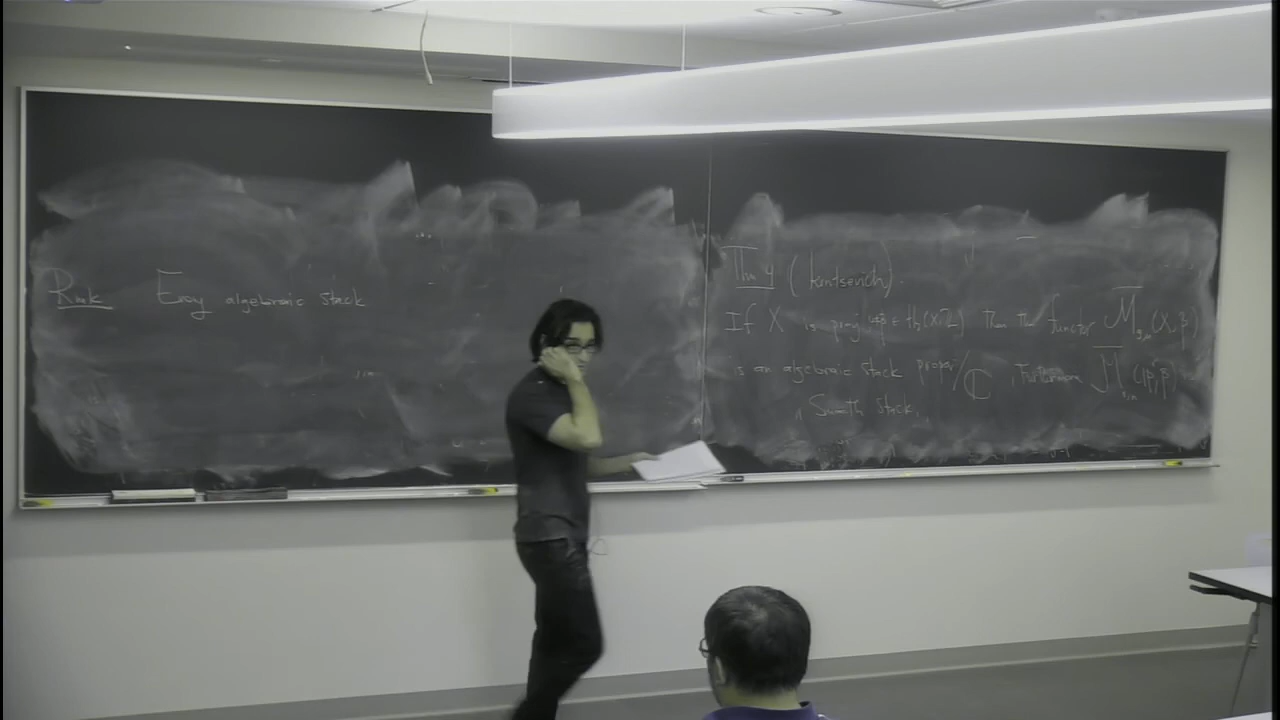 Rmk Every algebraic stack
Thm 4 (Kontsevich).
If X is proj, β ∈ H₂(X, Z) Then the functor M̅_{g,n}(X, β)
is an algebraic stack proper/ℂ. Furthermore M̅ (ℙ, β)
Smooth stack.